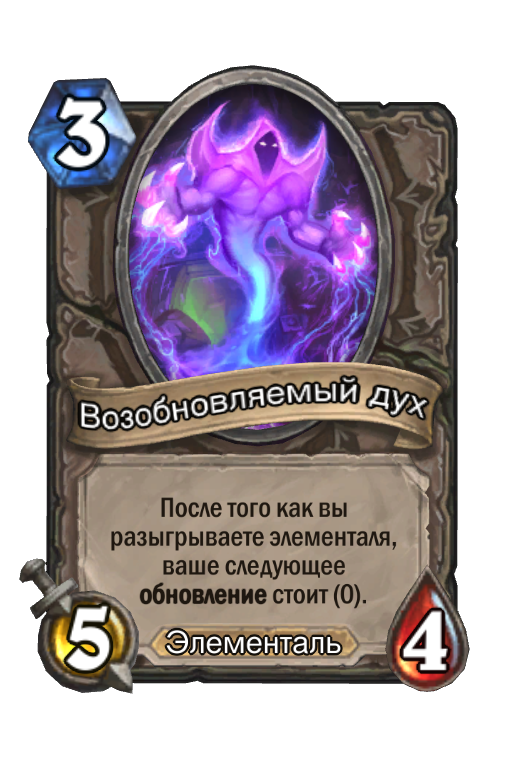 3
Возобновляемый дух
После того как вы
разыгрываете элементаля,
ваше следующее
обновление стоит (0).
5
Элементаль
4